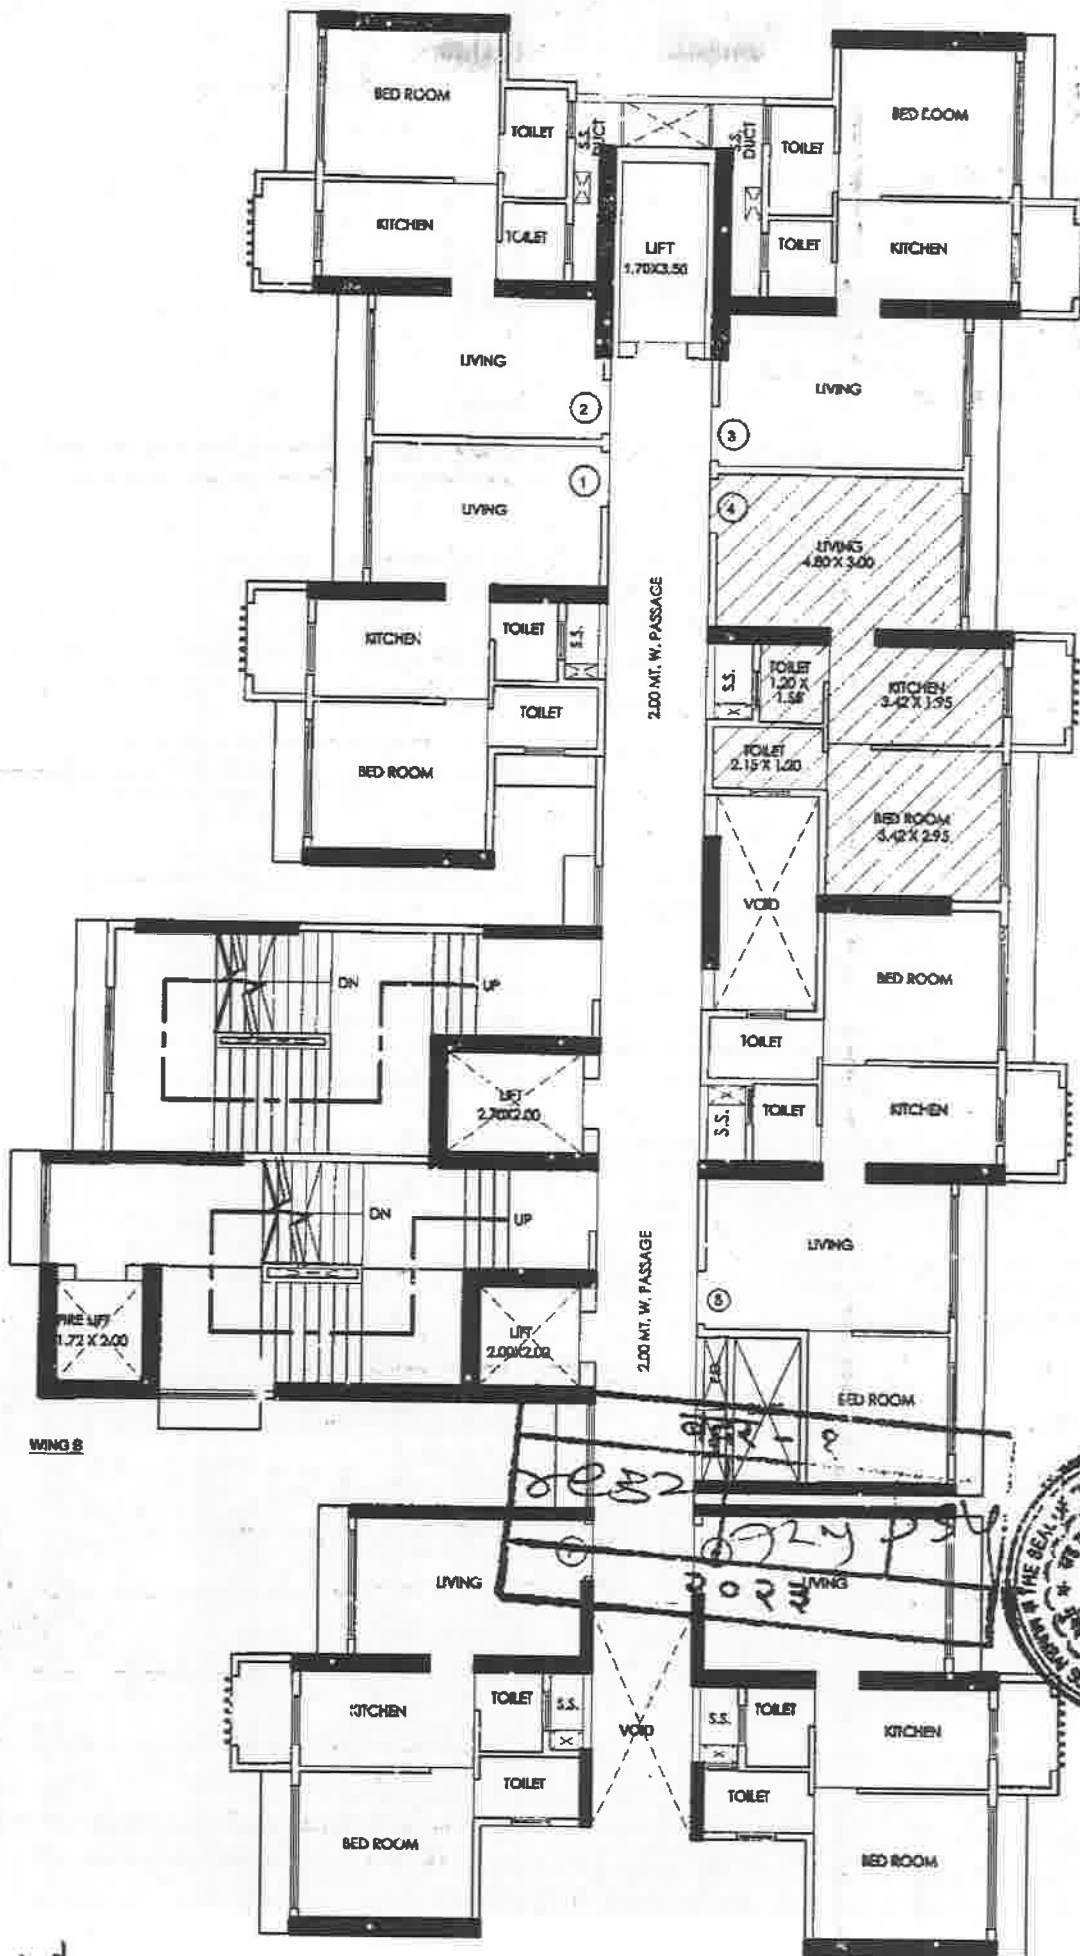 BED ROOM
TOILET
S.S.
DUCT
KITCHEN
TOILET
LIVING
2
LIFT
1.70X3.50
S.S.
DUCT
TOILET
BED ROOM
TOILET
KITCHEN
LIVING
3
1
LIVING
KITCHEN
TOILET
S.S.
TOILET
BED ROOM
2.00 MT. W. PASSAGE
4
LIVING
4.80 X 3.00
S.S.
TOILET
1.20 X
KITCHEN
3.42 X 1.95
TOILET
2.15 X 1.20
BED ROOM
3.42 X 2.95
VOID
BED ROOM
TOILET
S.S.
TOILET
KITCHEN
LIVING
5
BED ROOM
DN
UP
LIFT
2.70X2.00
DN
UP
FIRE LIFT
1.72 X 2.00
LIFT
2.00X2.00
2.00 MT. W. PASSAGE
WING B
LIVING
KITCHEN
TOILET
S.S.
TOILET
BED ROOM
VOID
LIVING
S.S.
TOILET
KITCHEN
TOILET
BED ROOM
THE SEAL OF